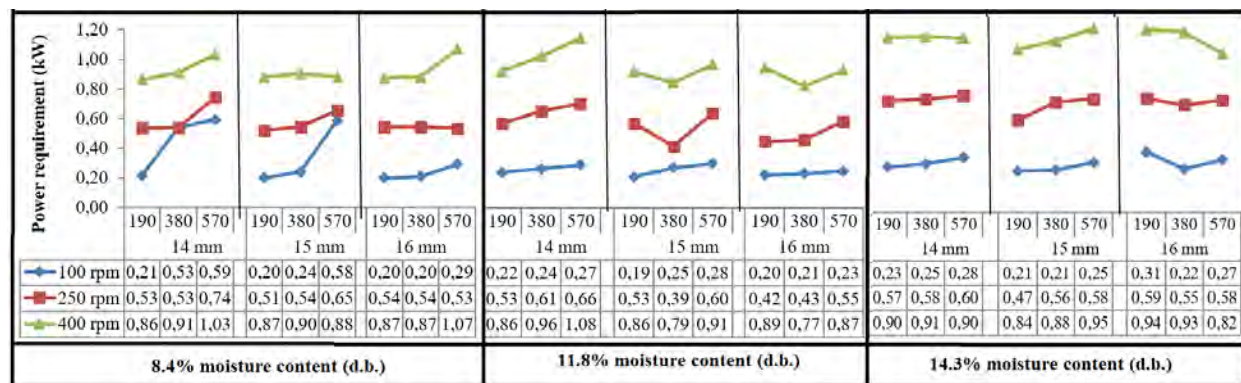 Power requirement (kW)
1,20
1,00
0,80
0,60
0,40
0,20
0,00
190 380 570 190 380 570 190 380 570 190 380 570 190 380 570 190 380 570 190 380 570 190 380 570 190 380 570
14 mm 15 mm 16 mm 14 mm 15 mm 16 mm 14 mm 15 mm 16 mm
100 rpm 0,21 0,53 0,59 0,20 0,24 0,58 0,20 0,20 0,29 0,22 0,24 0,27 0,19 0,25 0,28 0,20 0,21 0,23 0,23 0,25 0,28 0,21 0,21 0,25 0,31 0,22 0,27
250 rpm 0,53 0,53 0,74 0,51 0,54 0,65 0,54 0,54 0,53 0,53 0,61 0,66 0,53 0,39 0,60 0,42 0,43 0,55 0,57 0,58 0,60 0,47 0,56 0,58 0,59 0,55 0,58
400 rpm 0,86 0,91 1,03 0,87 0,90 0,88 0,87 0,87 1,07 0,86 0,96 1,08 0,86 0,79 0,91 0,89 0,77 0,87 0,90 0,91 0,90 0,84 0,88 0,95 0,94 0,93 0,82
8.4% moisture content (d.b.) 11.8% moisture content (d.b.) 14.3% moisture content (d.b.)